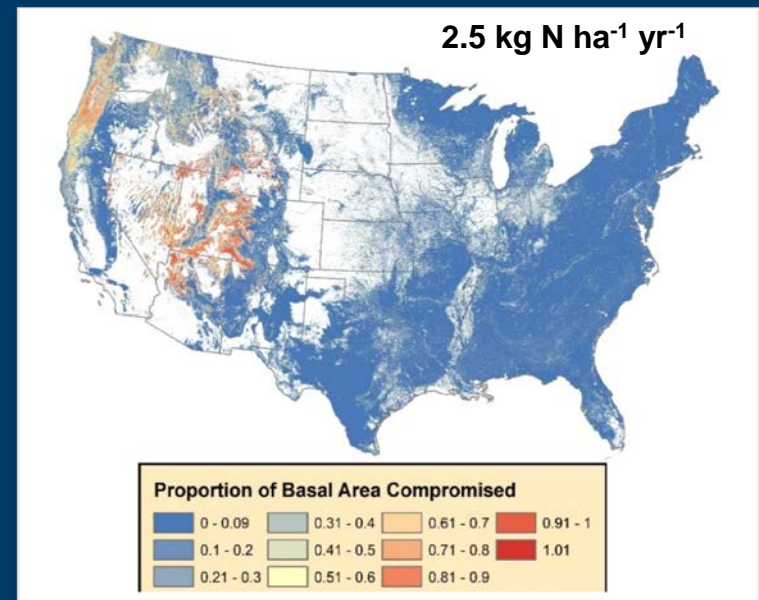 2.5 kg N ha⁻¹ yr⁻¹
Proportion of Basal Area Compromised
0 - 0.09 0.31 - 0.4 0.61 - 0.7 0.91 - 1
0.1 - 0.2 0.41 - 0.5 0.71 - 0.8 1.01
0.21 - 0.3 0.51 - 0.6 0.81 - 0.9